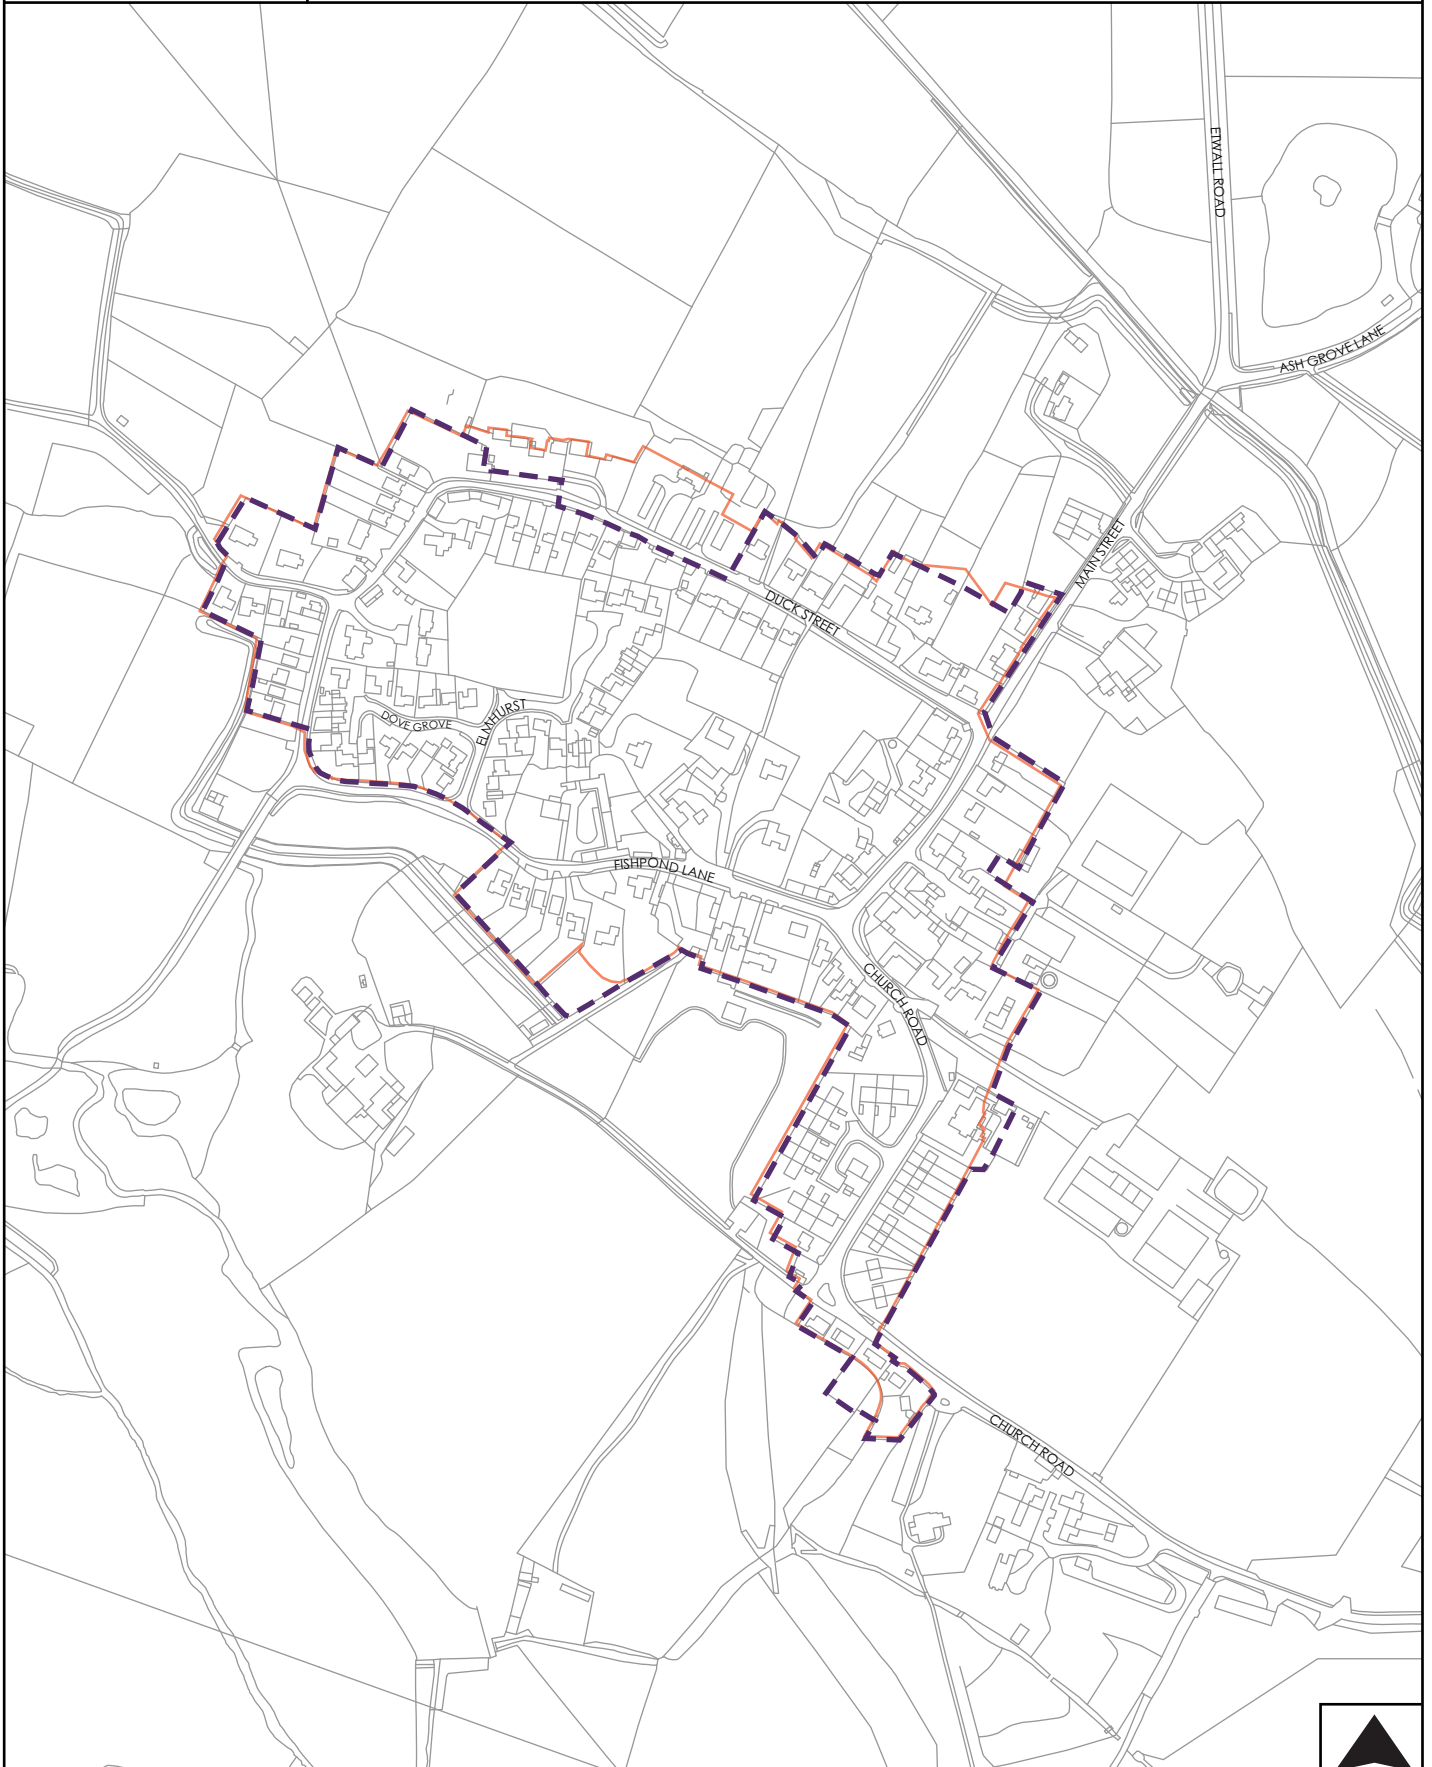 ETWALL ROAD
ASH GROVE LANE
MAIN STREET
DUCK STREET
ELMHURST
DOVE GROVE
FISHPOND LANE
CHURCH ROAD
CHURCH ROAD